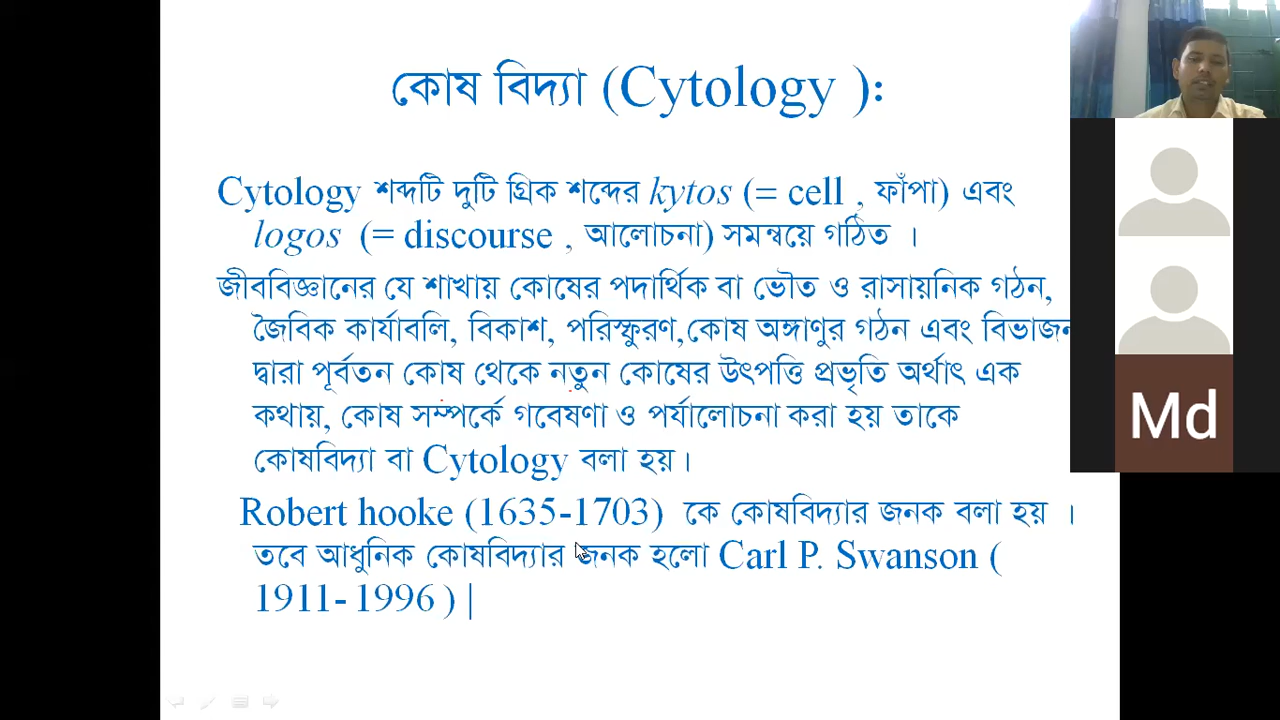 কোষ বিদ্যা (Cytology ):
Cytology শব্দটি দুটি গ্রিক শব্দের kytos (= cell , ফাঁপা) এবং
logos (= discourse , আলোচনা) সমন্বয়ে গঠিত ।
জীববিজ্ঞানের যে শাখায় কোষের পদার্থিক বা ভৌত ও রাসায়নিক গঠন,
জৈবিক কার্যাবলি, বিকাশ, পরিস্ফুরণ,কোষ অঙ্গাণুর গঠন এবং বিভাজন
দ্বারা পূর্বতন কোষ থেকে নতুন কোষের উৎপত্তি প্রভৃতি অর্থাৎ এক
কথায়, কোষ সম্পর্কে গবেষণা ও পর্যালোচনা করা হয় তাকে
কোষবিদ্যা বা Cytology বলা হয়।
Robert hooke (1635-1703) কে কোষবিদ্যার জনক বলা হয় ।
তবে আধুনিক কোষবিদ্যার জনক হলো Carl P. Swanson (
1911- 1996 ) |
Md